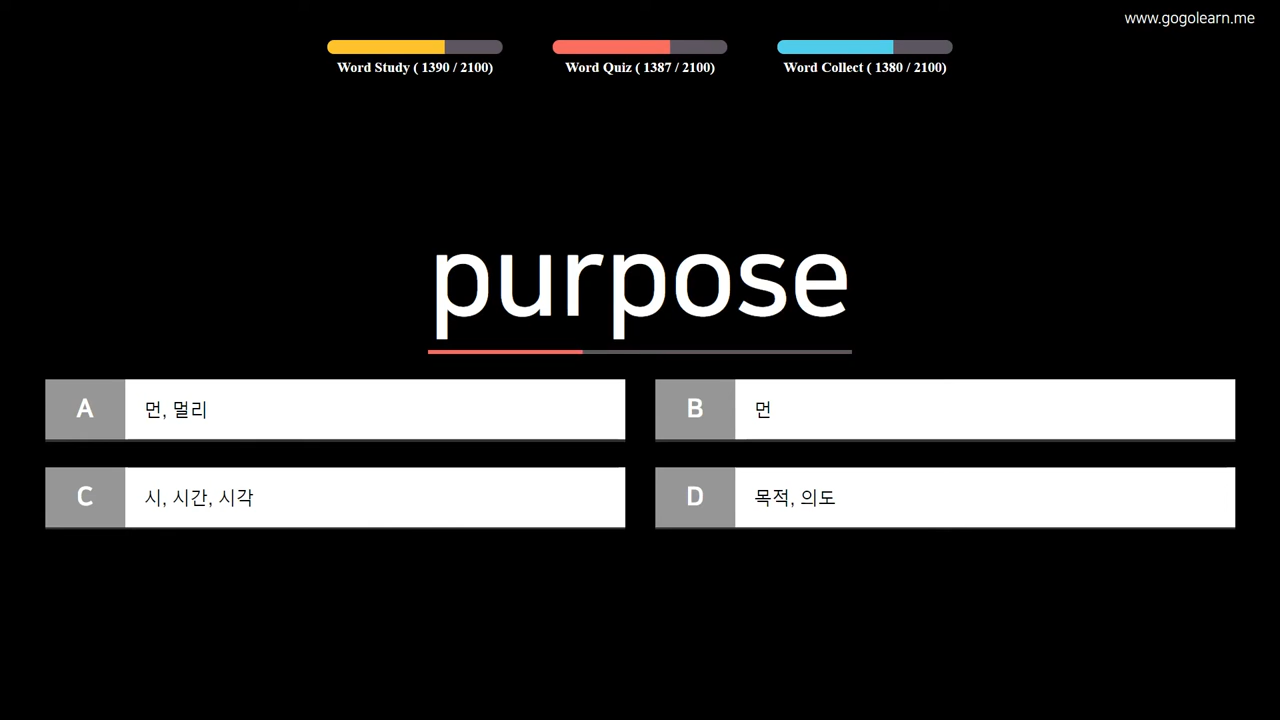 www.gogolearn.me
Word Study ( 1390 / 2100)
Word Quiz ( 1387 / 2100)
Word Collect ( 1380 / 2100)
purpose
A 먼, 멀리
B 먼
C 시, 시간, 시각
D 목적, 의도